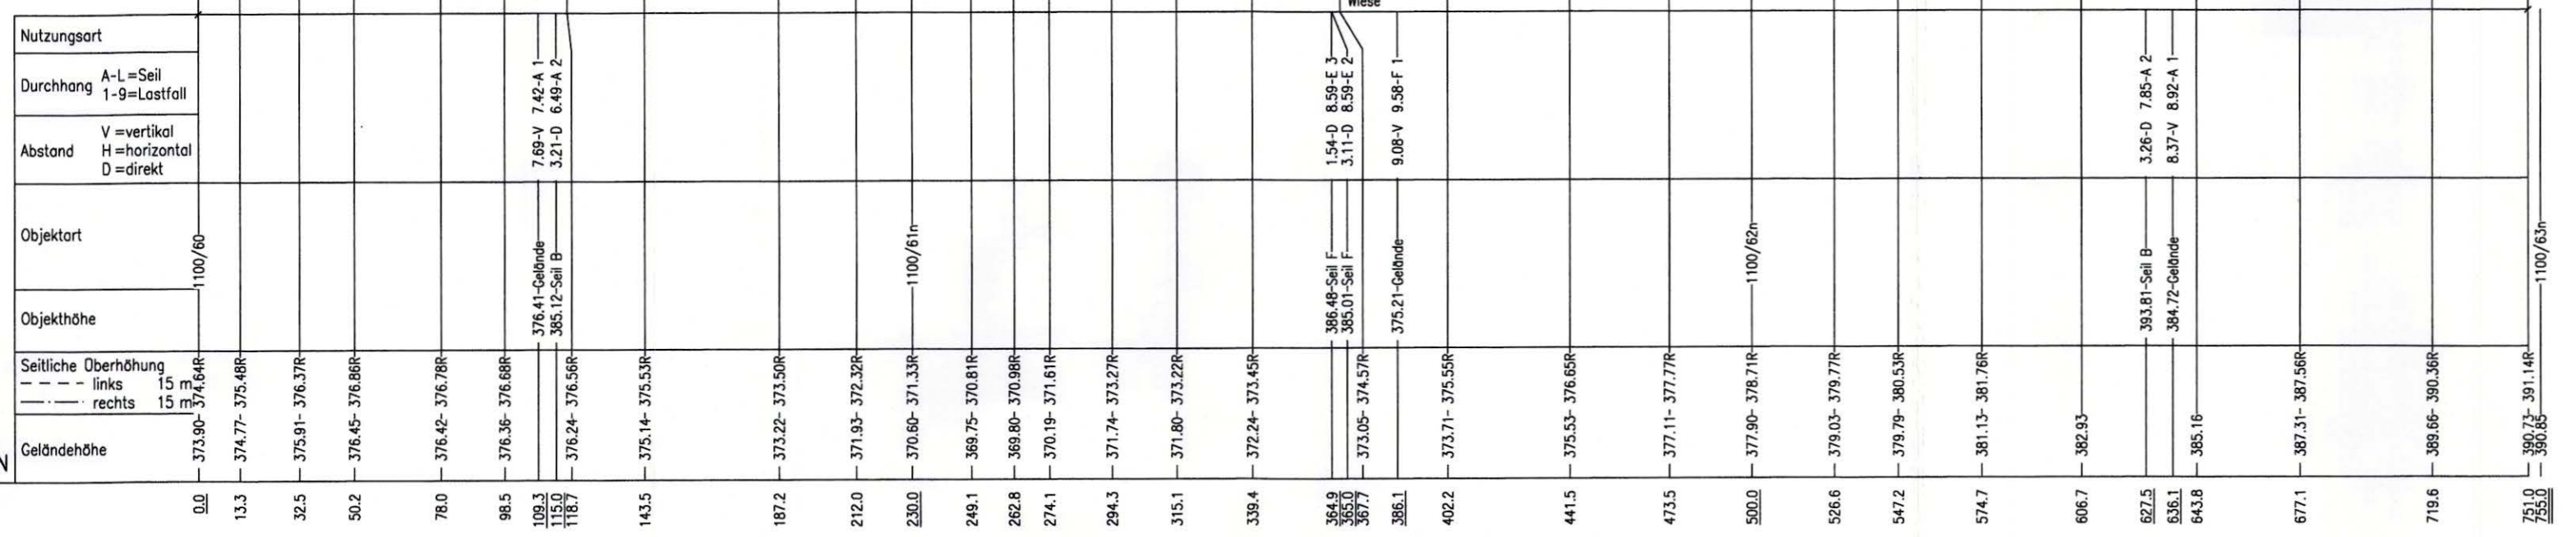 Wiese
Nutzungsart
Durchhang A-L=Seil
1-9=Lastfall
Abstand V =vertikal
H =horizontal
D =direkt
Objektart
Objekthöhe
Seitliche Überhöhung
---- links 15 m
—·— rechts 15 m
Geländehöhe
N
7.69-V 7.42-A 1
3.21-D 6.49-A 2
1.54-D 8.59-E 3
3.11-D 8.59-E 2
9.08-V 9.58-F 1
3.26-D 7.85-A 2
8.37-V 8.92-A 1
1100/60
376.41-Gelände
385.12-Seil B
1100/61n
386.48-Seil F
385.01-Seil F
375.21-Gelände
1100/62n
393.81-Seil B
384.72-Gelände
1100/63n
373.90- 374.64R
374.77- 375.48R
375.91- 376.37R
376.45- 376.86R
376.42- 376.78R
376.36- 376.68R
376.24- 376.56R
375.14- 375.53R
373.22- 373.50R
371.93- 372.32R
370.60- 371.33R
369.75- 370.81R
369.80- 370.98R
370.19- 371.61R
371.74- 373.27R
371.80- 373.22R
372.24- 373.45R
373.05- 374.57R
373.71- 375.55R
375.53- 376.65R
377.11- 377.77R
377.90- 378.71R
379.03- 379.77R
379.79- 380.53R
381.13- 381.76R
382.93
385.16
387.31- 387.56R
389.66- 390.36R
390.73- 391.14R
390.85
0.0
13.3
32.5
50.2
78.0
98.5
109.3
115.0
118.7
143.5
187.2
212.0
230.0
249.1
262.8
274.1
294.3
315.1
339.4
364.9
365.0
367.7
386.1
402.2
441.5
473.5
500.0
526.6
547.2
574.7
606.7
627.5
636.1
643.8
677.1
719.6
751.0
755.0